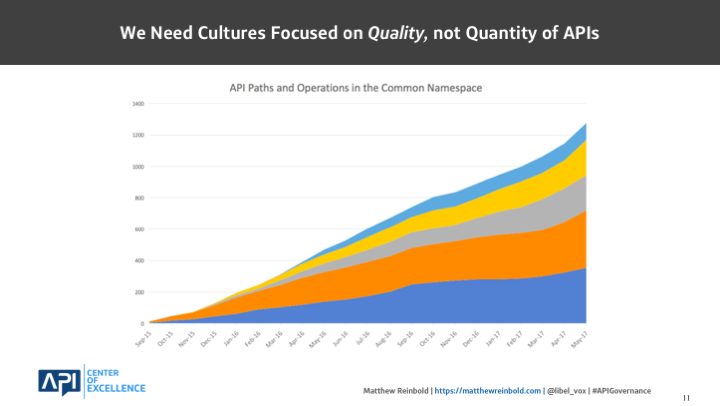 We Need Cultures Focused on Quality, not Quantity of APIs
API Paths and Operations in the Common Namespace
1400
1200
1000
800
600
400
200
0
Sep-15
Oct-15
Nov-15
Dec-15
Jan-16
Feb-16
Mar-16
Apr-16
May-16
Jun-16
Jul-16
Aug-16
Sep-16
Oct-16
Nov-16
Dec-16
Jan-17
Feb-17
Mar-17
Apr-17
May-17
API CENTER
OF
EXCELLENCE
Matthew Reinbold | https://matthewreinbold.com | @libel_vox | #APIGovernance
11